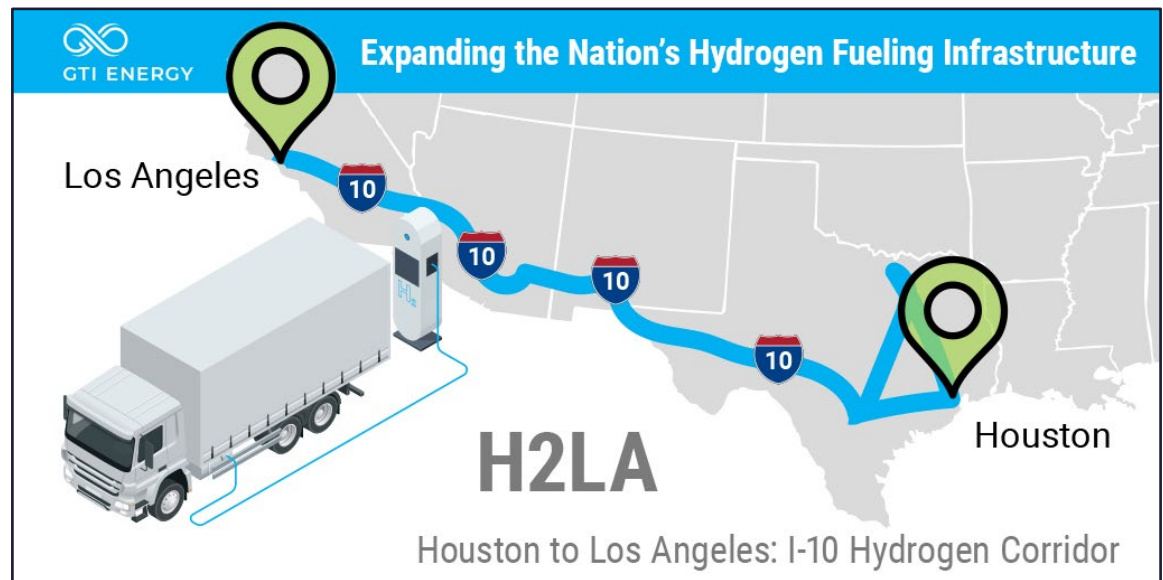 GTI ENERGY
Expanding the Nation's Hydrogen Fueling Infrastructure
Los Angeles
10
10
10
10
H₂
Houston
H2LA
Houston to Los Angeles: I-10 Hydrogen Corridor